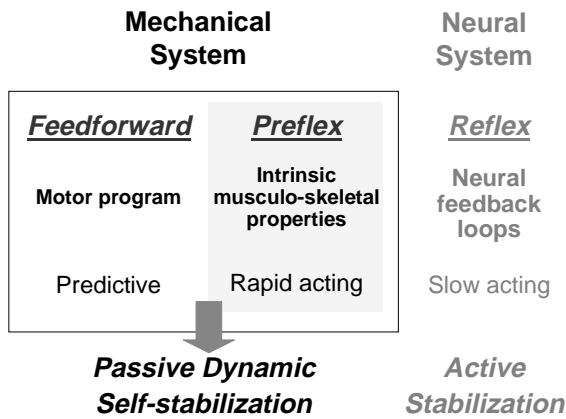 Mechanical
System
Neural
System
Feedforward
Preflex
Reflex
Motor program
Intrinsic
musculo-skeletal
properties
Neural
feedback
loops
Predictive
Rapid acting
Slow acting
Passive Dynamic
Self-stabilization
Active
Stabilization